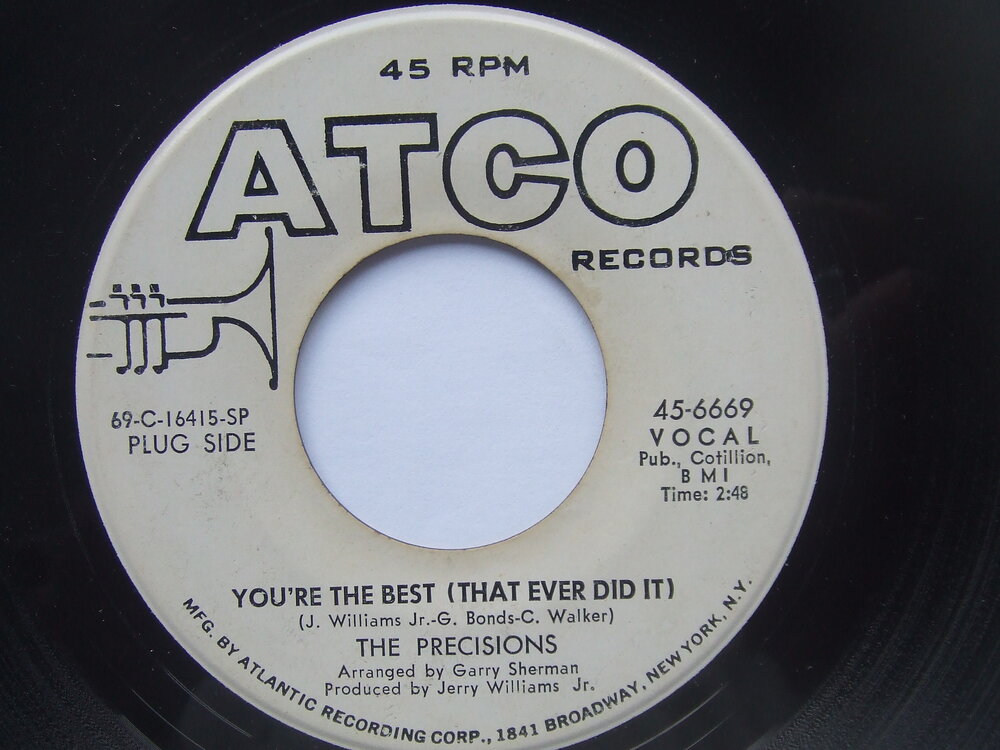 45 RPM
ATCO
RECORDS
69-C-16415-SP
PLUG SIDE
45-6669
VOCAL
Pub., Cotillion,
BMI
Time: 2:48
YOU'RE THE BEST (THAT EVER DID IT)
(J. Williams Jr.-G. Bonds-C. Walker)
THE PRECISIONS
Arranged by Garry Sherman
Produced by Jerry Williams Jr.
MFG. BY ATLANTIC RECORDING CORP., 1841 BROADWAY, NEW YORK, N.Y.